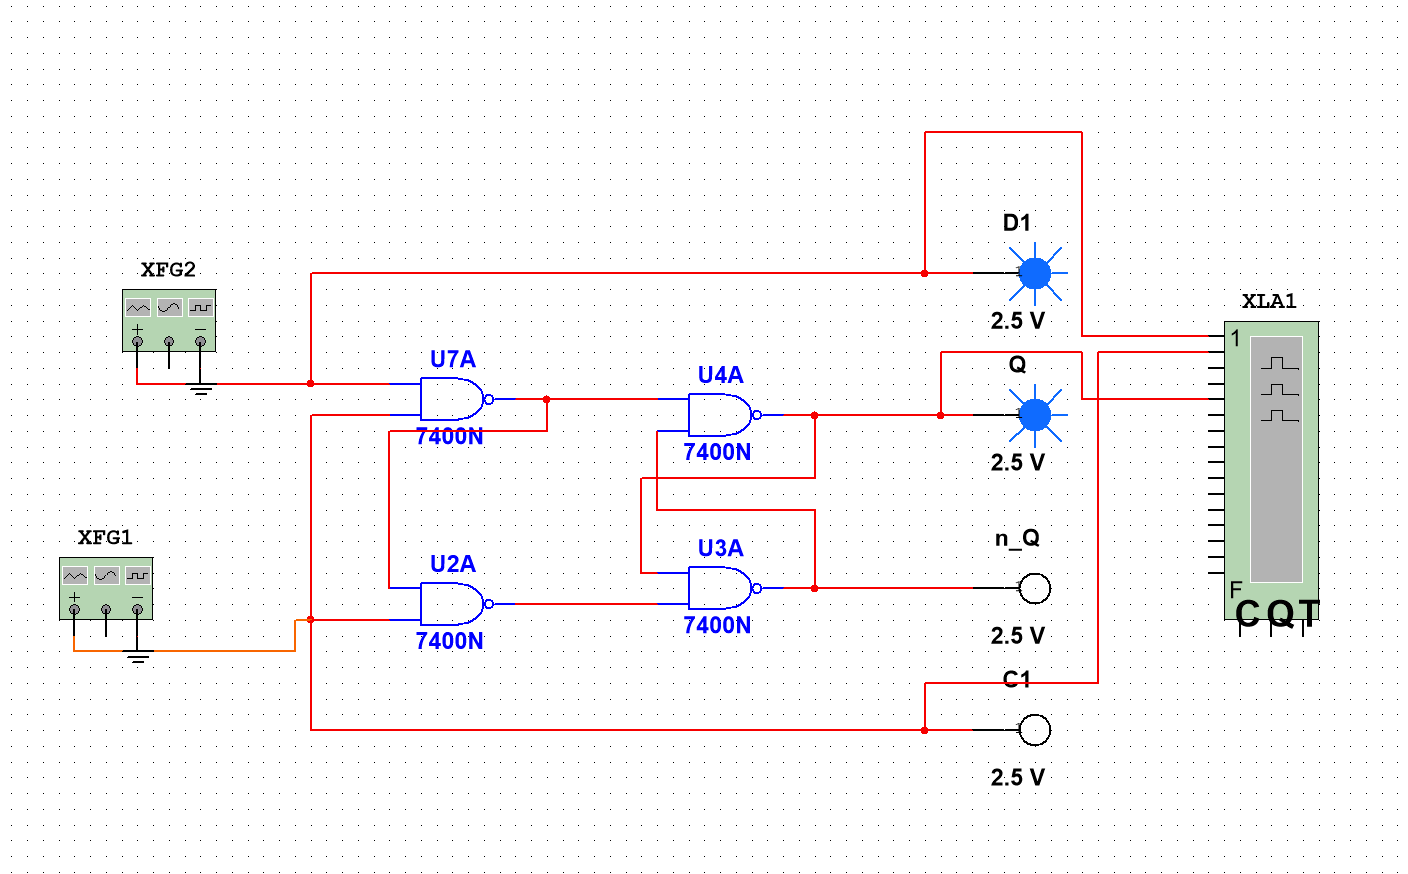 D1
XFG2
+
−
2.5 V
XLA1
1
U7A
7400N
U4A
7400N
Q
2.5 V
XFG1
+
−
U2A
7400N
U3A
7400N
n_Q
2.5 V
F
C Q T
C1
2.5 V